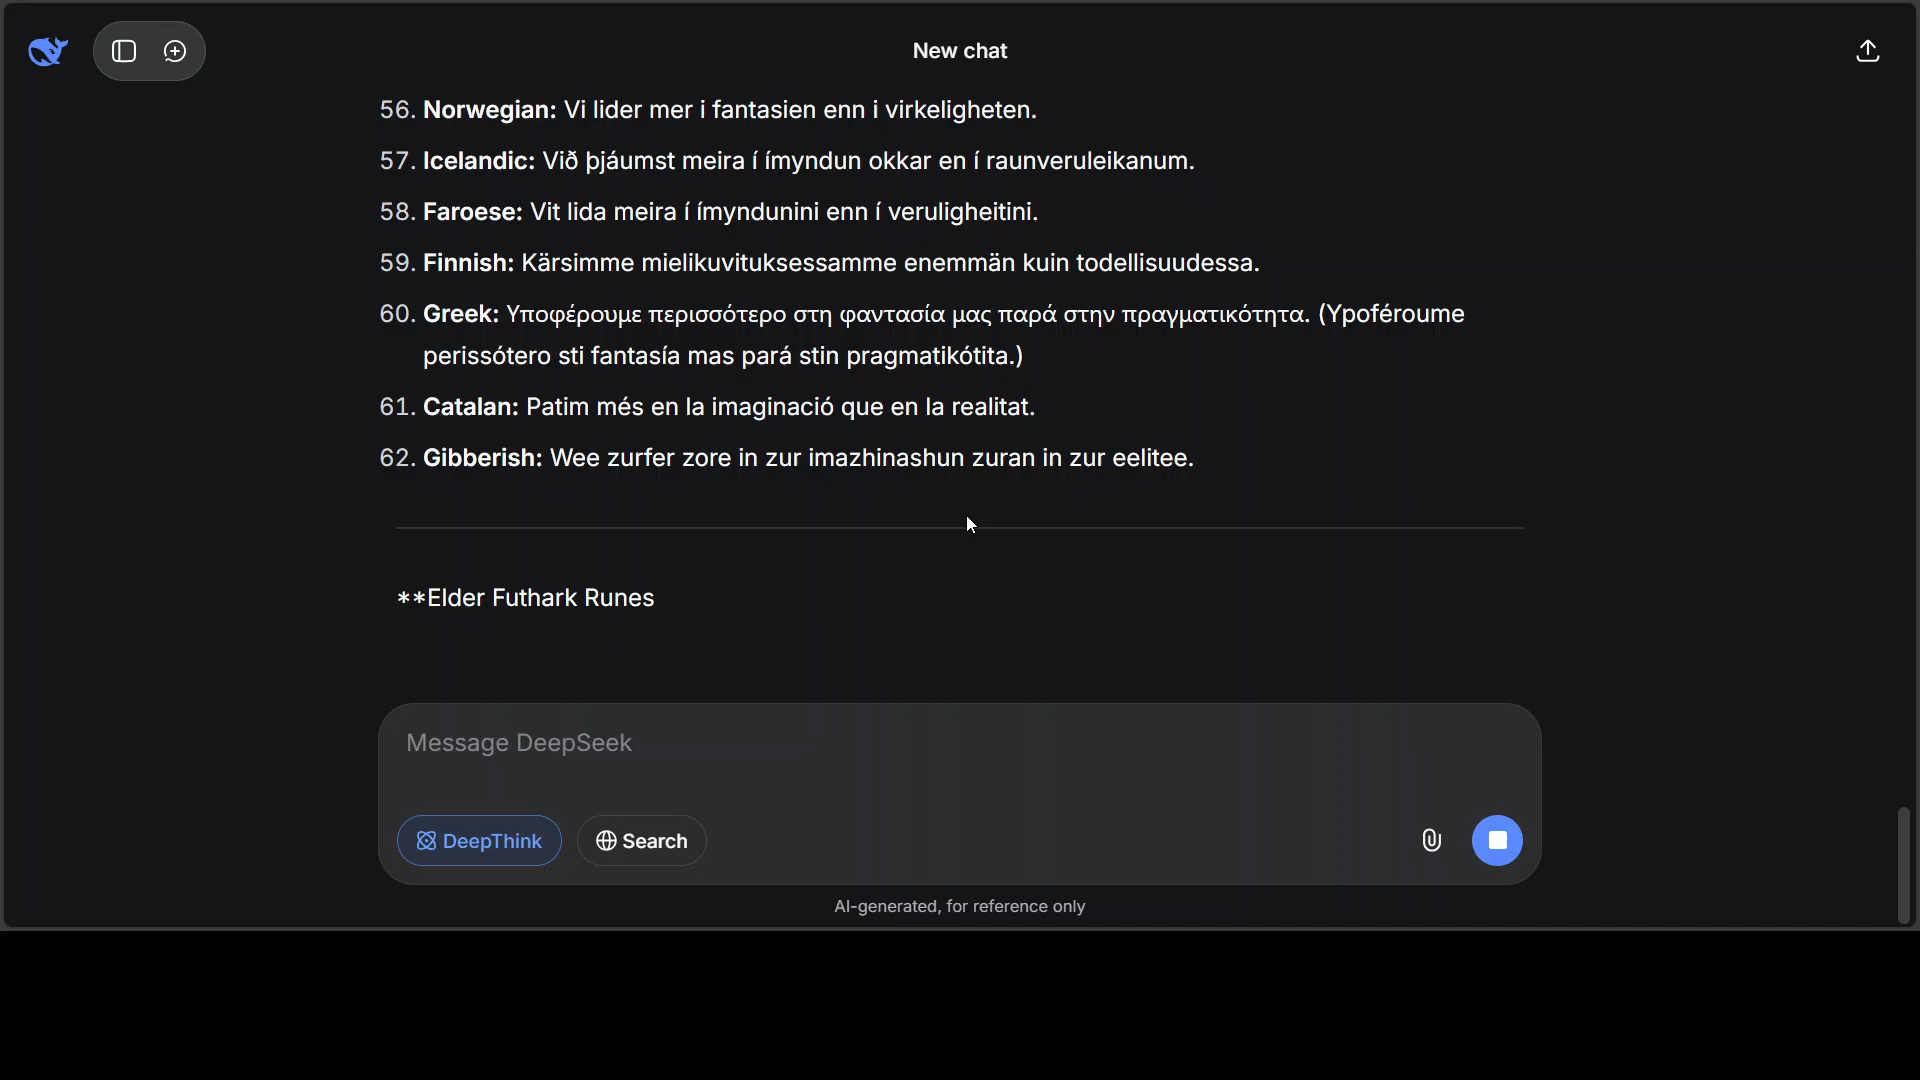 New chat
56. Norwegian: Vi lider mer i fantasien enn i virkeligheten.
57. Icelandic: Við þjáumst meira í ímyndun okkar en í raunveruleikanum.
58. Faroese: Vit lida meira í ímyndunini enn í veruligheitini.
59. Finnish: Kärsimme mielikuvituksessamme enemmän kuin todellisuudessa.
60. Greek: Υποφέρουμε περισσότερο στη φαντασία μας παρά στην πραγματικότητα. (Ypoféroume
perissótero sti fantasía mas pará stin pragmatikótita.)
61. Catalan: Patim més en la imaginació que en la realitat.
62. Gibberish: Wee zurfer zore in zur imazhinashun zuran in zur eelitee.
**Elder Futhark Runes
Message DeepSeek
DeepThink Search
AI-generated, for reference only